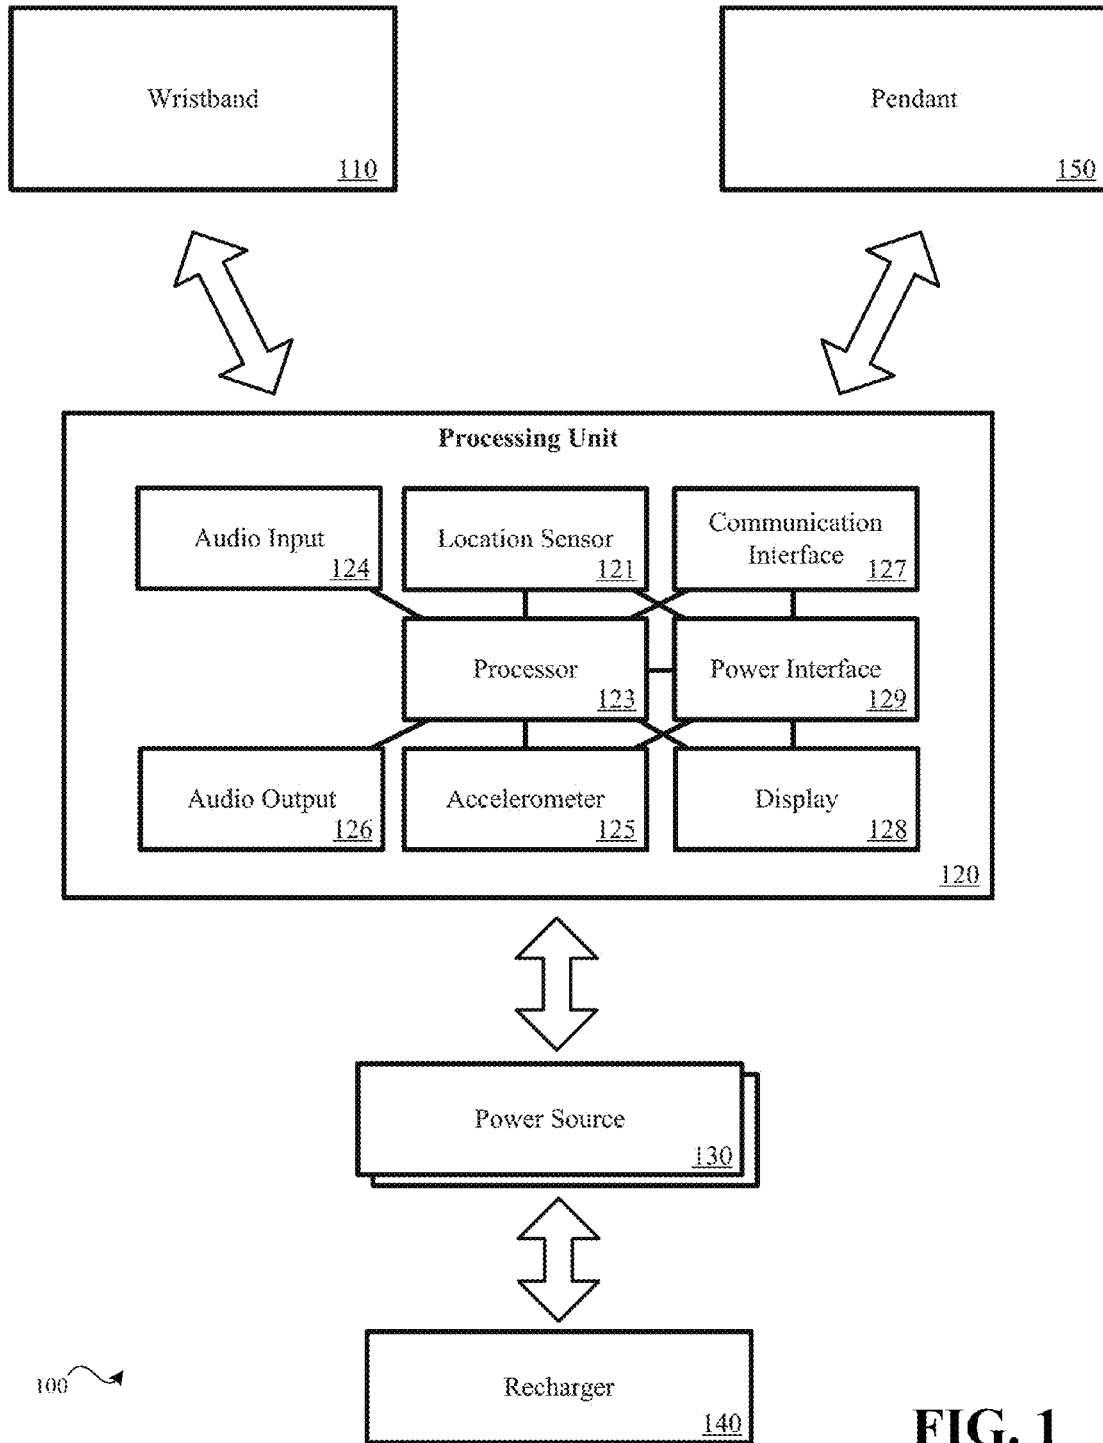 Wristband
110
Pendant
150
Processing Unit
Audio Input
124
Location Sensor
121
Communication
Interface
127
Processor
123
Power Interface
129
Audio Output
126
Accelerometer
125
Display
128
120
Power Source
130
Recharger
140
100
FIG. 1